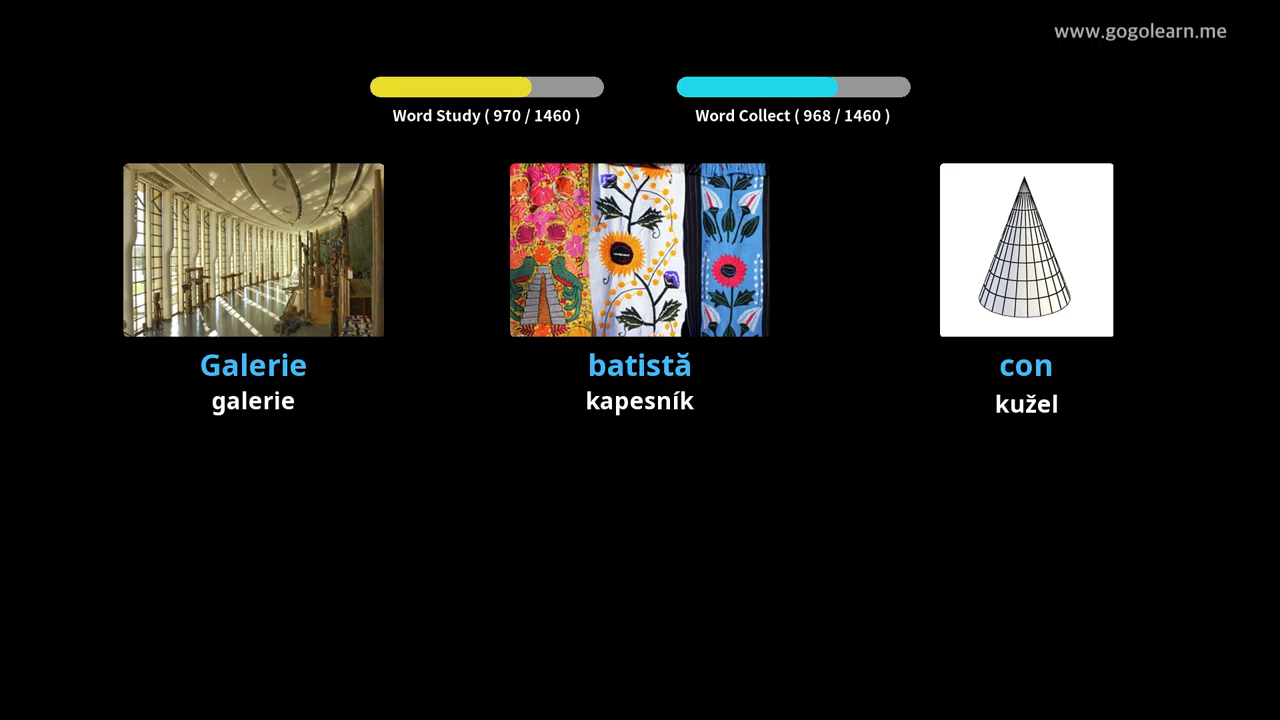 www.gogolearn.me
Word Study ( 970 / 1460 )
Word Collect ( 968 / 1460 )
Galerie
galerie
batistă
kapesník
con
kužel